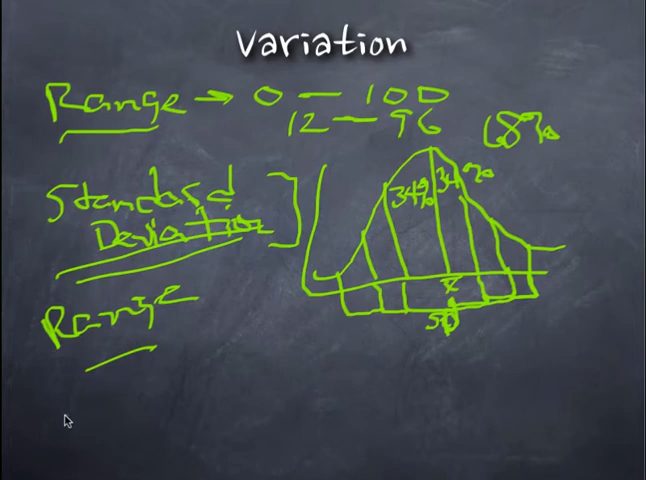 Variation
Range → 0 — 100
12 — 96
68%
Standard
Deviation
34% 34%
x̄
50
Range